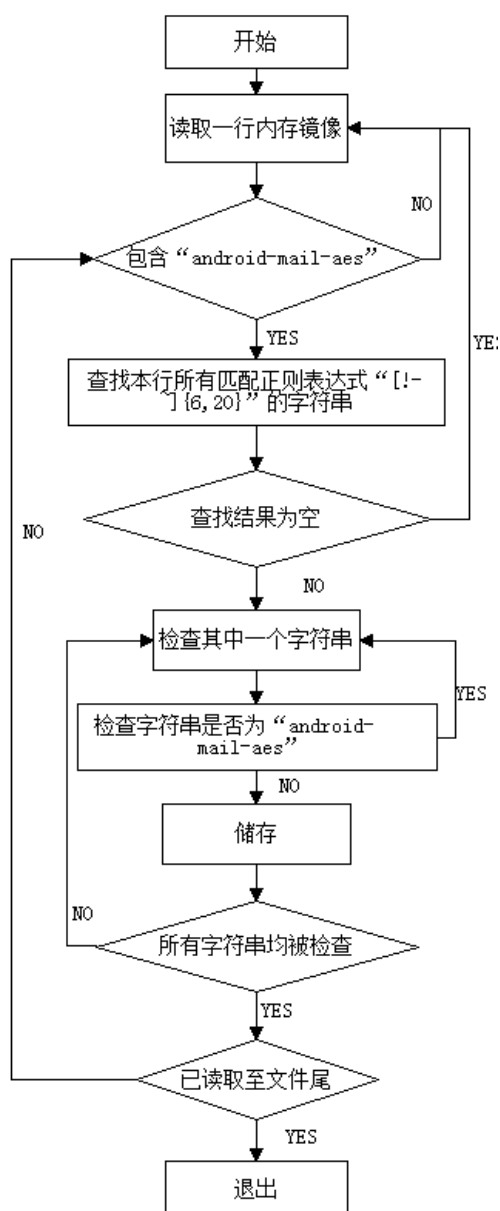 开始
读取一行内存镜像
NO
包含“android-mail-aes”
YES
YES
查找本行所有匹配正则表达式“[!-
~]{6,20}”的字符串
NO
查找结果为空
NO
检查其中一个字符串
YES
检查字符串是否为“android-
mail-aes”
NO
储存
NO
所有字符串均被检查
YES
已读取至文件尾
YES
退出